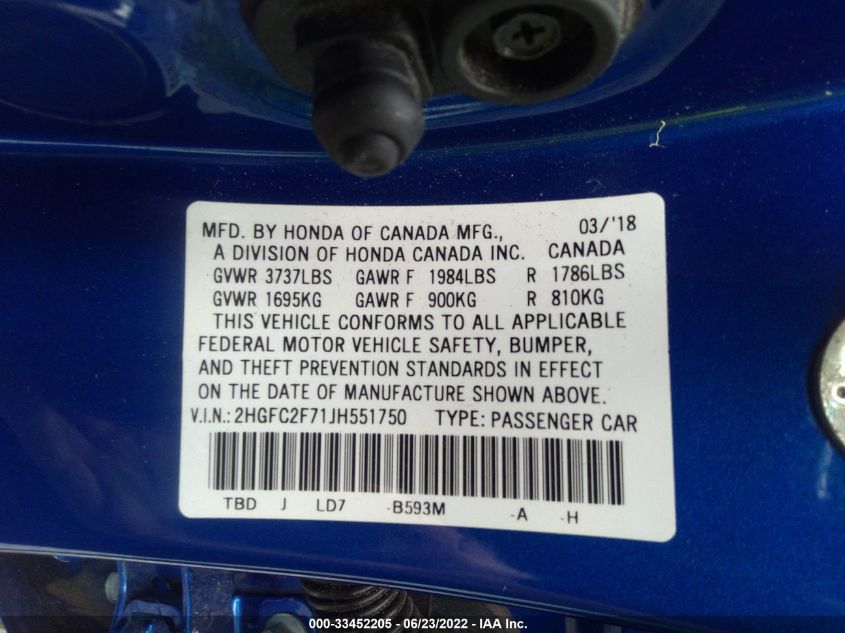 MFD. BY HONDA OF CANADA MFG., 03/'18
A DIVISION OF HONDA CANADA INC. CANADA
GVWR 3737LBS GAWR F 1984LBS R 1786LBS
GVWR 1695KG GAWR F 900KG R 810KG
THIS VEHICLE CONFORMS TO ALL APPLICABLE
FEDERAL MOTOR VEHICLE SAFETY, BUMPER,
AND THEFT PREVENTION STANDARDS IN EFFECT
ON THE DATE OF MANUFACTURE SHOWN ABOVE.
V.I.N.: 2HGFC2F71JH551750 TYPE: PASSENGER CAR
TBD J LD7 -B593M -A -H
000-33452205 - 06/23/2022 - IAA Inc.